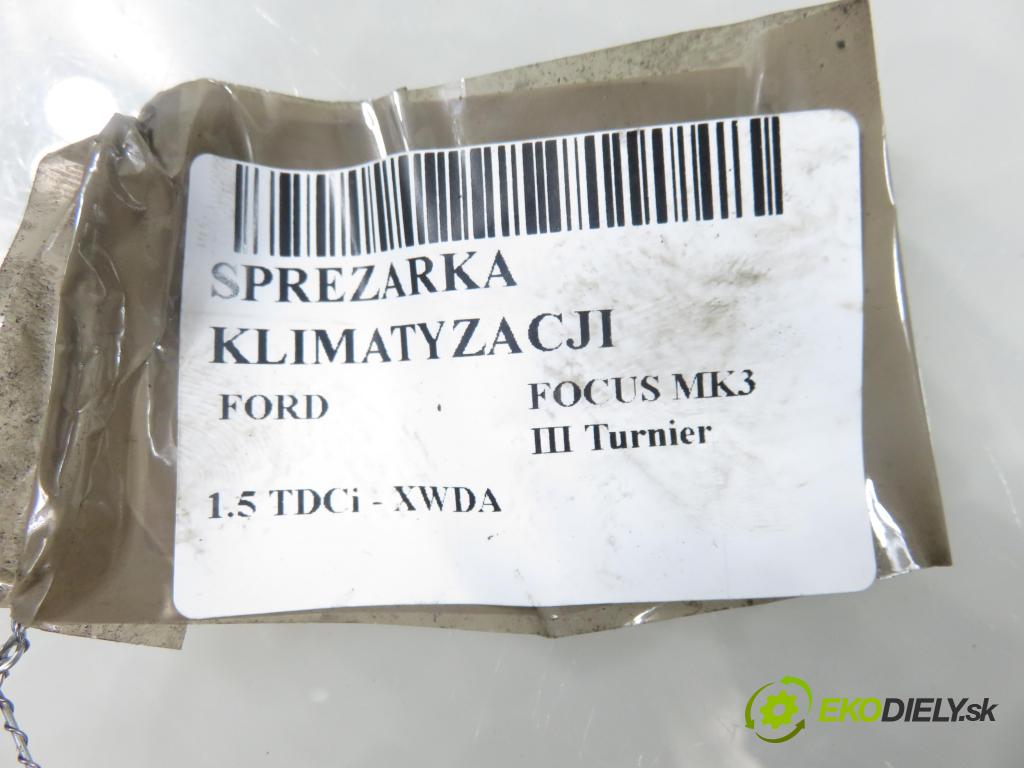 SPREZARKA
KLIMATYZACJI
FORD FOCUS MK3
III Turnier
1.5 TDCi - XWDA
EKODIELY.sk